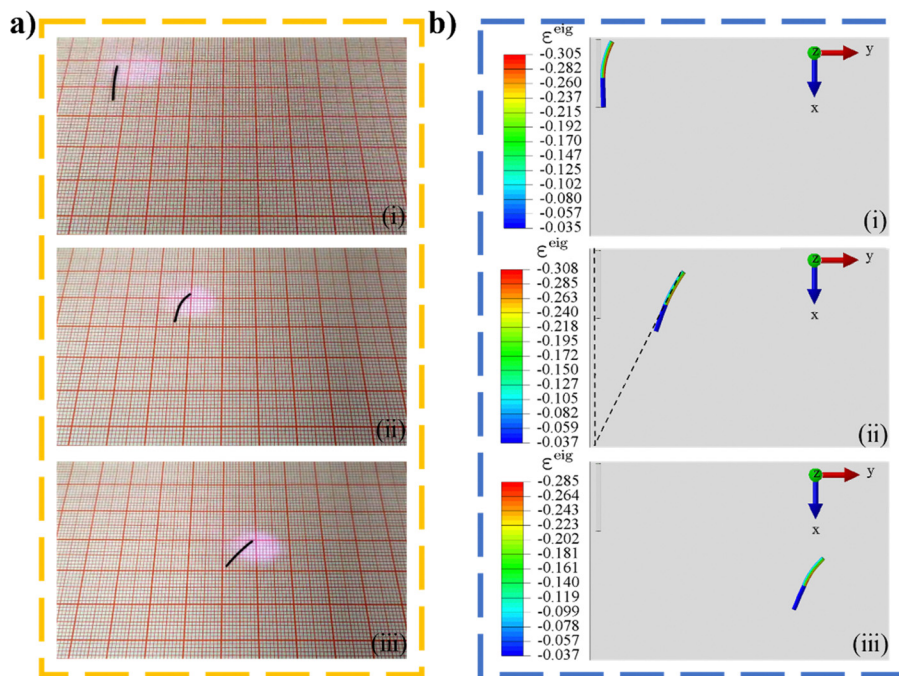 a)
(i)
(ii)
(iii)
b)
ε^eig
-0.305
-0.282
-0.260
-0.237
-0.215
-0.192
-0.170
-0.147
-0.125
-0.102
-0.080
-0.057
-0.035
z y
x
(i)
ε^eig
-0.308
-0.285
-0.263
-0.240
-0.218
-0.195
-0.172
-0.150
-0.127
-0.105
-0.082
-0.059
-0.037
z y
x
(ii)
ε^eig
-0.285
-0.264
-0.243
-0.223
-0.202
-0.181
-0.161
-0.140
-0.119
-0.099
-0.078
-0.057
-0.037
z y
x
(iii)